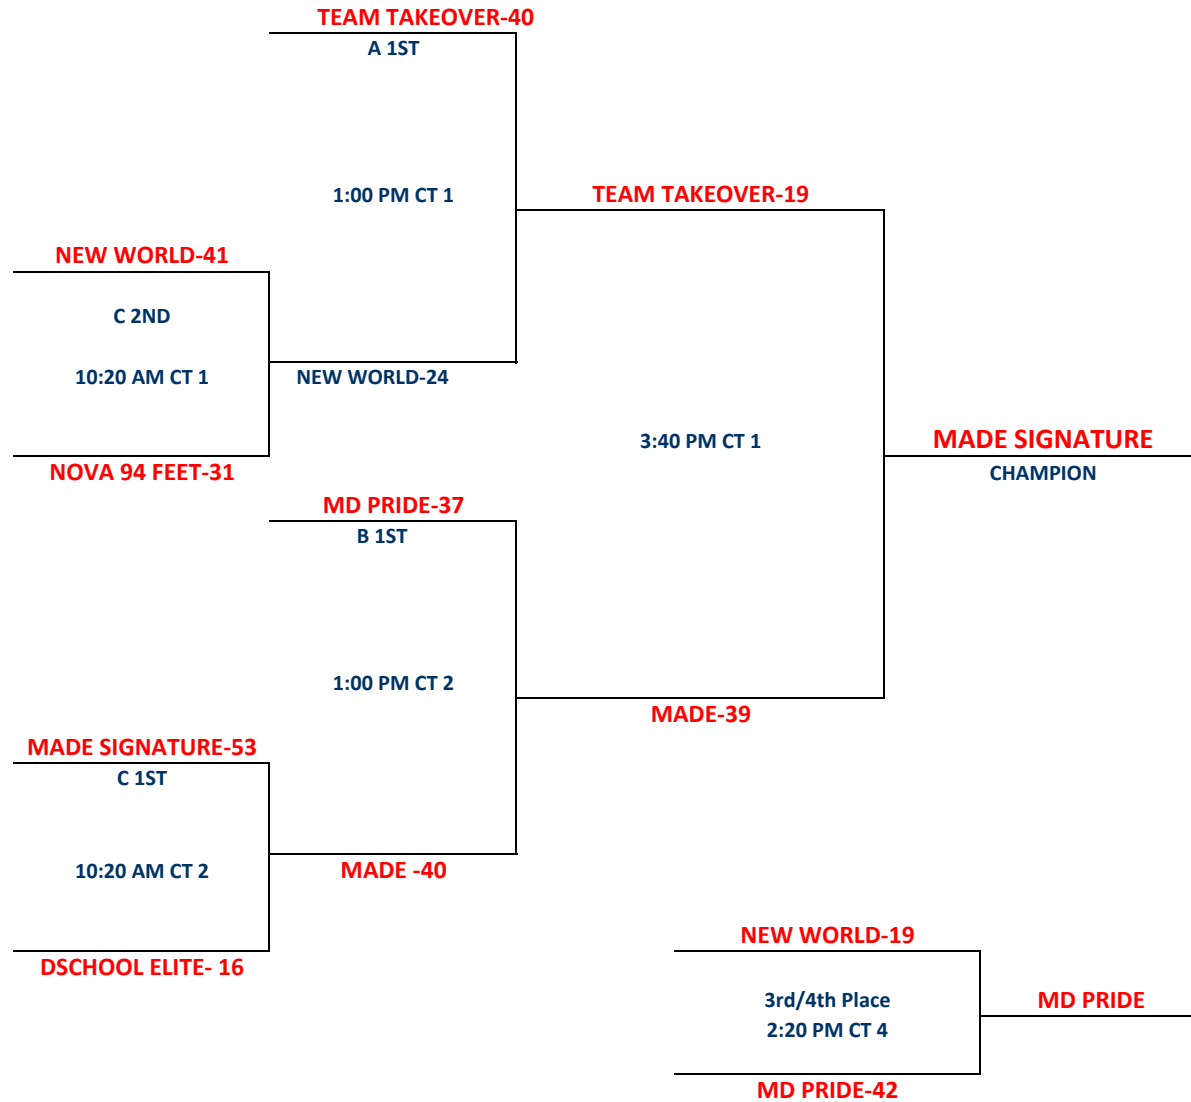 TEAM TAKEOVER-40
A 1ST
1:00 PM CT 1
TEAM TAKEOVER-19
NEW WORLD-41
C 2ND
10:20 AM CT 1
NEW WORLD-24
3:40 PM CT 1
MADE SIGNATURE
CHAMPION
NOVA 94 FEET-31
MD PRIDE-37
B 1ST
1:00 PM CT 2
MADE-39
MADE SIGNATURE-53
C 1ST
10:20 AM CT 2
MADE -40
DSCHOOL ELITE- 16
NEW WORLD-19
3rd/4th Place
2:20 PM CT 4
MD PRIDE
MD PRIDE-42